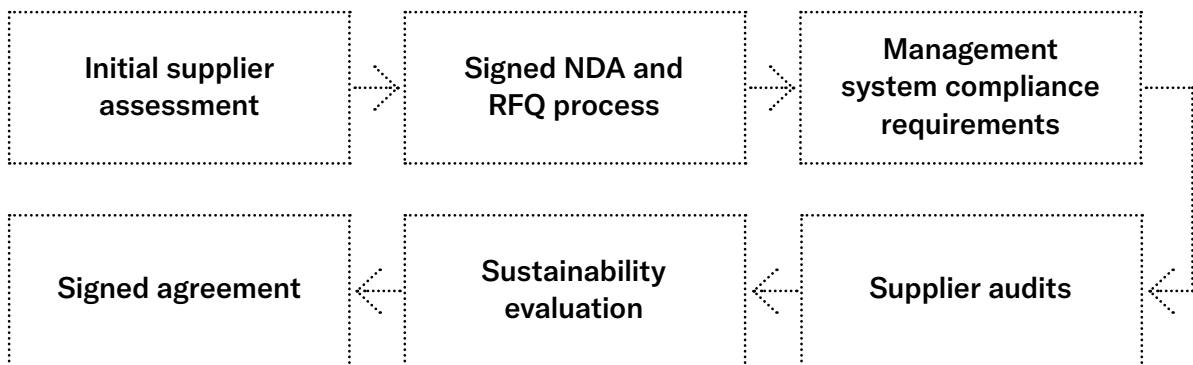 Initial supplier
assessment
Signed NDA and
RFQ process
Management
system compliance
requirements
Supplier audits
Sustainability
evaluation
Signed agreement